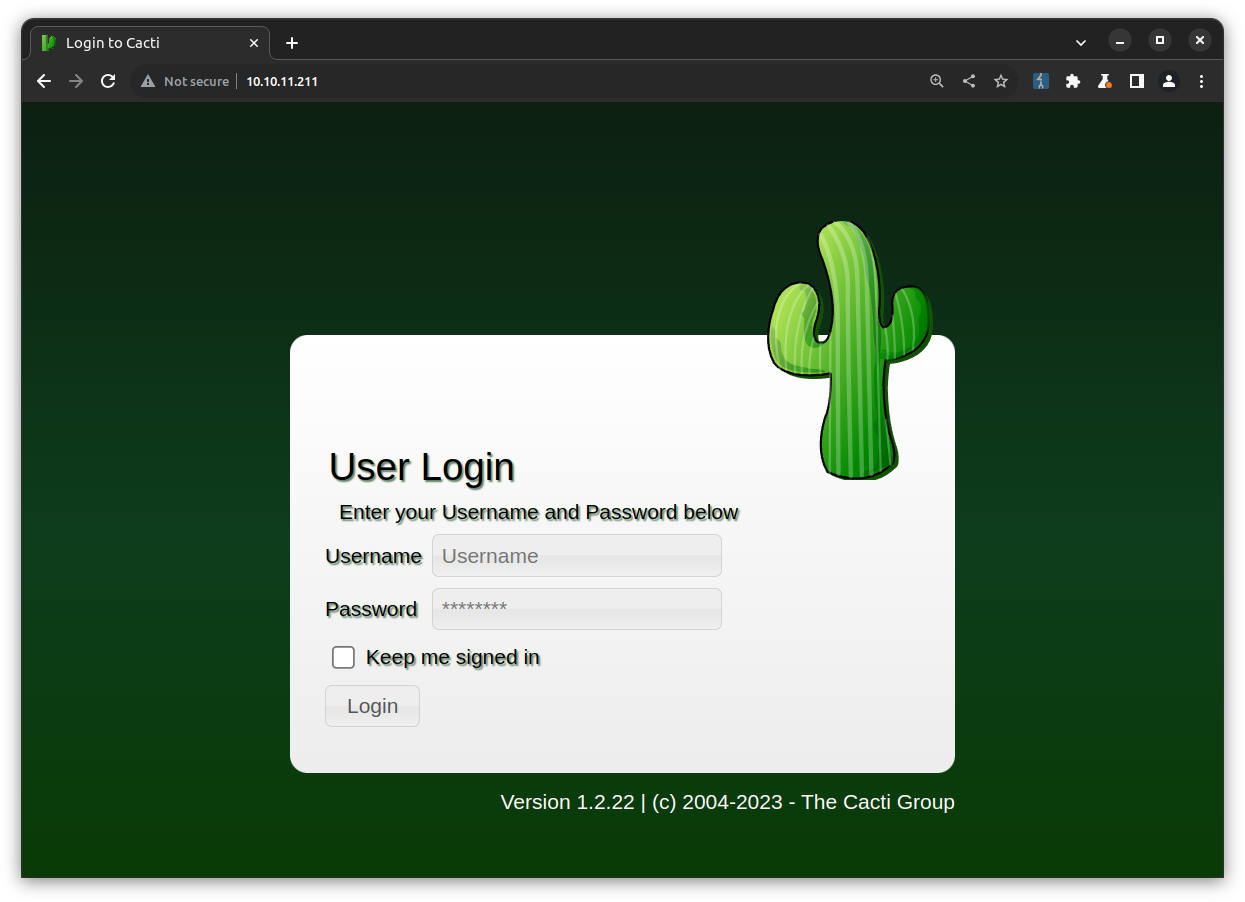 Login to Cacti
Not secure 10.10.11.211
User Login
Enter your Username and Password below
Username Username
Password ********
Keep me signed in
Login
Version 1.2.22 | (c) 2004-2023 - The Cacti Group